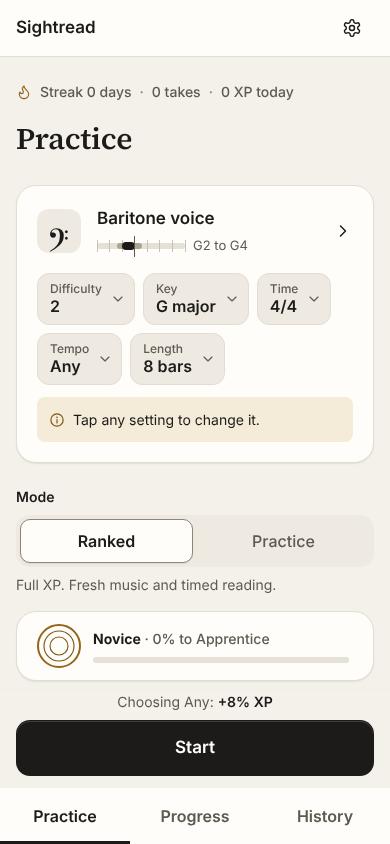 Sightread
Streak 0 days · 0 takes · 0 XP today
Practice
Baritone voice
G2 to G4
Difficulty
2
Key
G major
Time
4/4
Tempo
Any
Length
8 bars
Tap any setting to change it.
Mode
Ranked
Practice
Full XP. Fresh music and timed reading.
Novice · 0% to Apprentice
Choosing Any: +8% XP
Start
Practice
Progress
History